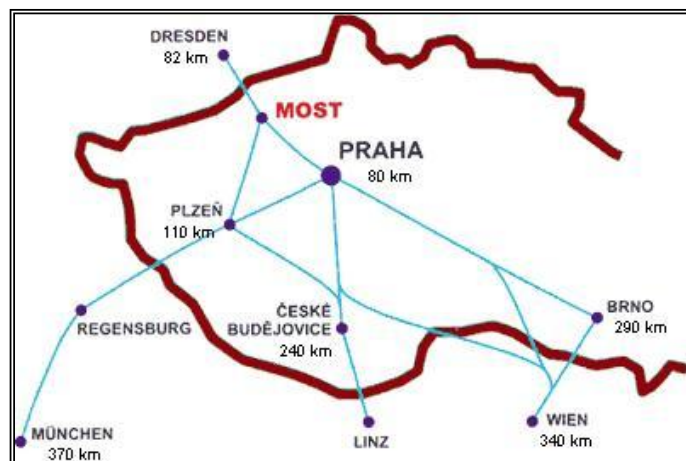 DRESDEN
82 km
MOST
PRAHA
80 km
PLZEŇ
110 km
REGENSBURG
ČESKÉ
BUDĚJOVICE
240 km
BRNO
290 km
MÜNCHEN
370 km
LINZ
WIEN
340 km